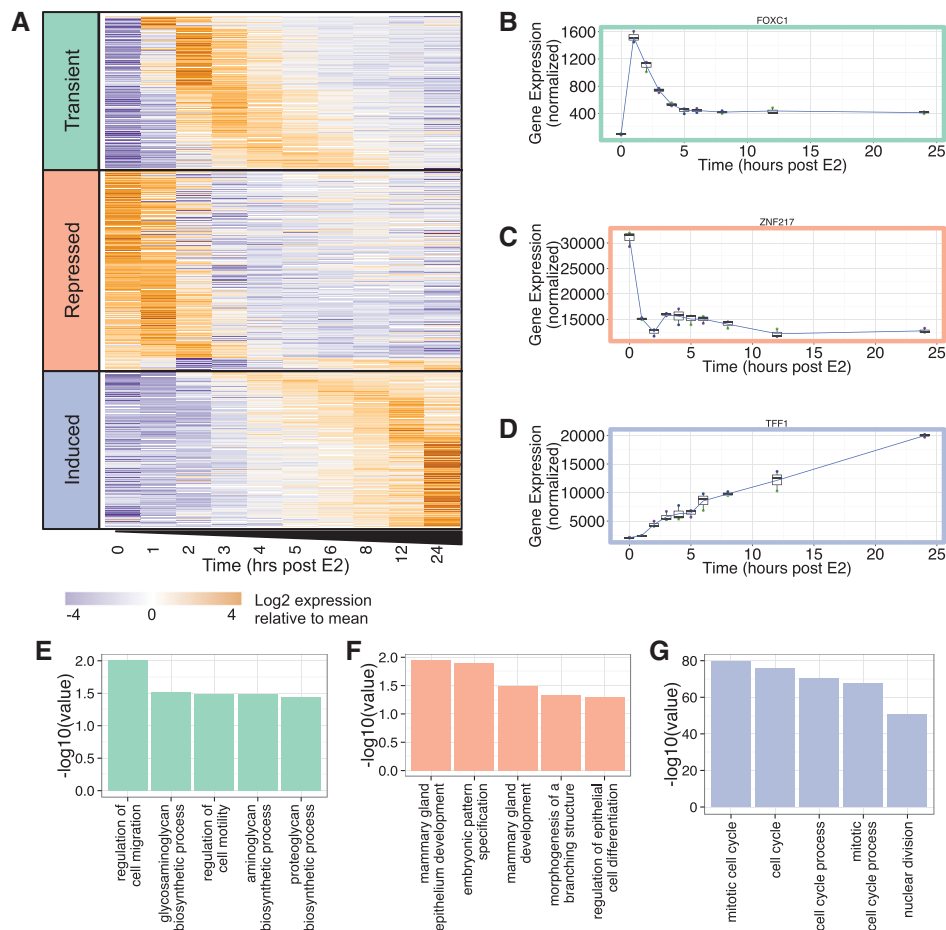 A
Transient
Repressed
Induced
0 1 2 3 4 5 6 8 12 24
Time (hrs post E2)
-4 0 4
Log2 expression
relative to mean
B
FOXC1
Gene Expression
(normalized)
1600
1200
800
400
0 5 10 15 20 25
Time (hours post E2)
C
ZNF217
Gene Expression
(normalized)
30000
25000
20000
15000
0 5 10 15 20 25
Time (hours post E2)
D
TFF1
Gene Expression
(normalized)
20000
15000
10000
5000
0 5 10 15 20 25
Time (hours post E2)
E
-log10(value)
2.0
1.5
1.0
0.5
0.0
regulation of
cell migration
glycosaminoglycan
biosynthetic process
regulation of
cell motility
aminoglycan
biosynthetic process
proteoglycan
biosynthetic process
F
-log10(value)
2.0
1.5
1.0
0.5
0.0
mammary gland
epithelium development
embryonic pattern
specification
mammary gland
development
morphogenesis of a
branching structure
regulation of epithelial
cell differentiation
G
-log10(value)
80
60
40
20
0
mitotic cell cycle
cell cycle
cell cycle process
mitotic
cell cycle process
nuclear division